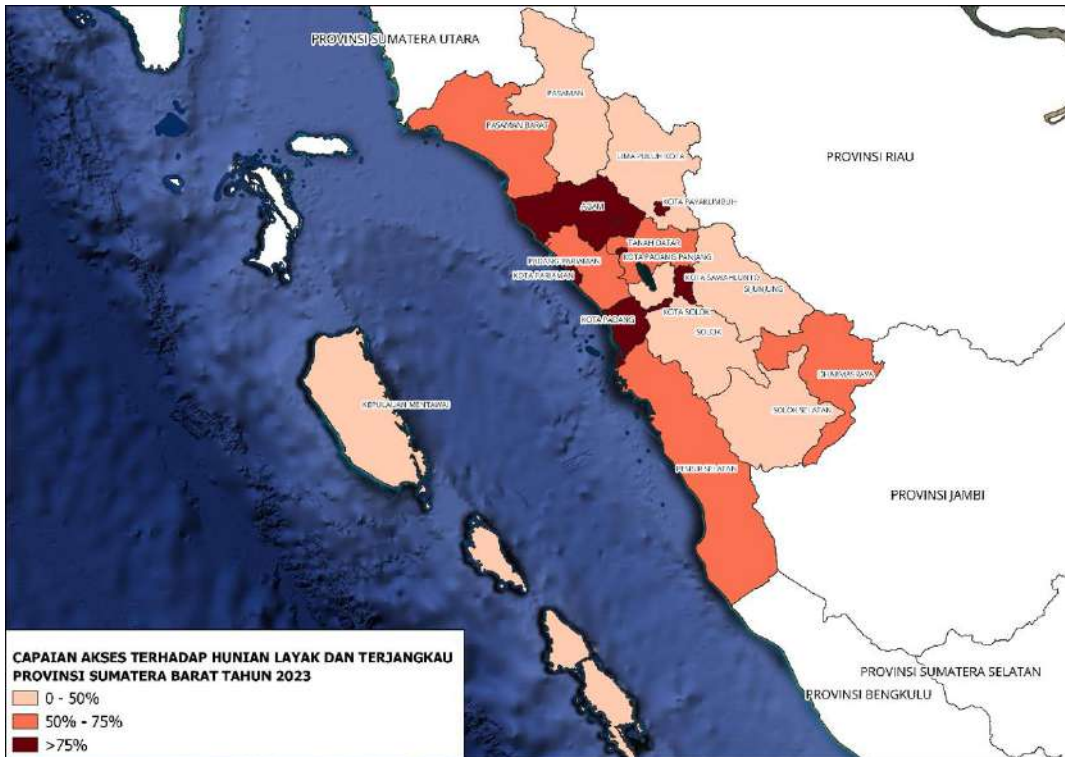 PROVINSI SUMATERA UTARA
PASAMAN
PASAMAN BARAT
LIMA PULUH KOTA
PROVINSI RIAU
KOTA PAYAKUMBUH
AGAM
TANAH DATAR
PADANG PARIAMAN
KOTA PADANG PANJANG
KOTA PARIAMAN
KOTA SAWAHLUNTO
SIJUNJUNG
KOTA SOLOK
KOTA PADANG
SOLOK
DHARMASRAYA
KEPULAUAN MENTAWAI
SOLOK SELATAN
PESISIR SELATAN
PROVINSI JAMBI
PROVINSI SUMATERA SELATAN
PROVINSI BENGKULU
CAPAIAN AKSES TERHADAP HUNIAN LAYAK DAN TERJANGKAU
PROVINSI SUMATERA BARAT TAHUN 2023
0 - 50%
50% - 75%
>75%